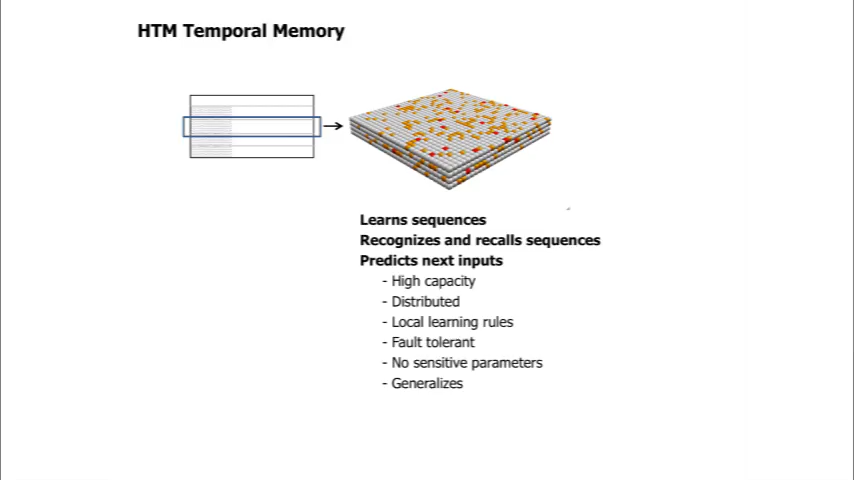 HTM Temporal Memory
Learns sequences
Recognizes and recalls sequences
Predicts next inputs
- High capacity
- Distributed
- Local learning rules
- Fault tolerant
- No sensitive parameters
- Generalizes